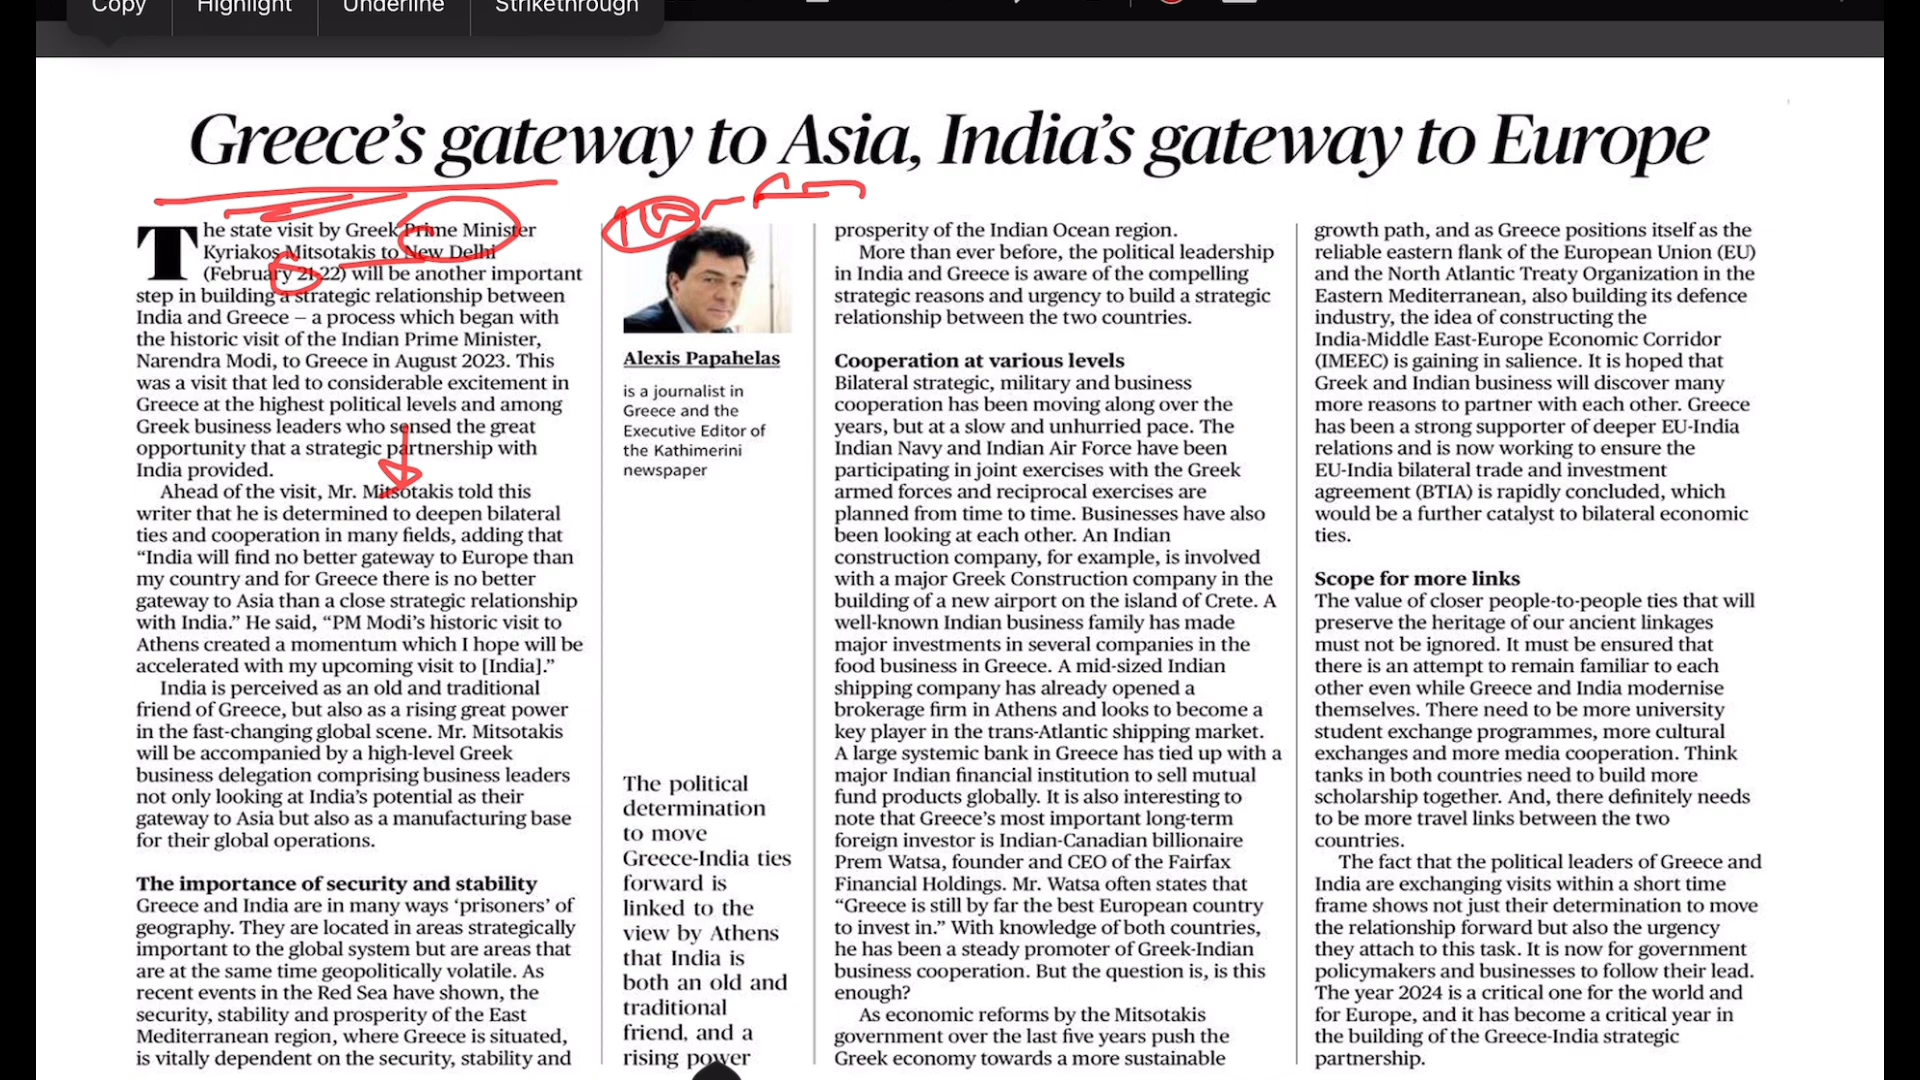 Copy Highlight Underline Strikethrough
Greece's gateway to Asia, India's gateway to Europe
The state visit by Greek Prime Minister
Kyriakos Mitsotakis to New Delhi
(February 21-22) will be another important
step in building a strategic relationship between
India and Greece – a process which began with
the historic visit of the Indian Prime Minister,
Narendra Modi, to Greece in August 2023. This
was a visit that led to considerable excitement in
Greece at the highest political levels and among
Greek business leaders who sensed the great
opportunity that a strategic partnership with
India provided.
Ahead of the visit, Mr. Mitsotakis told this
writer that he is determined to deepen bilateral
ties and cooperation in many fields, adding that
“India will find no better gateway to Europe than
my country and for Greece there is no better
gateway to Asia than a close strategic relationship
with India.” He said, “PM Modi's historic visit to
Athens created a momentum which I hope will be
accelerated with my upcoming visit to [India].”
India is perceived as an old and traditional
friend of Greece, but also as a rising great power
in the fast-changing global scene. Mr. Mitsotakis
will be accompanied by a high-level Greek
business delegation comprising business leaders
not only looking at India's potential as their
gateway to Asia but also as a manufacturing base
for their global operations.
The importance of security and stability
Greece and India are in many ways ‘prisoners’ of
geography. They are located in areas strategically
important to the global system but are areas that
are at the same time geopolitically volatile. As
recent events in the Red Sea have shown, the
security, stability and prosperity of the East
Mediterranean region, where Greece is situated,
is vitally dependent on the security, stability and
Alexis Papahelas
is a journalist in
Greece and the
Executive Editor of
the Kathimerini
newspaper
The political
determination
to move
Greece-India ties
forward is
linked to the
view by Athens
that India is
both an old and
traditional
friend, and a
rising power
prosperity of the Indian Ocean region.
More than ever before, the political leadership
in India and Greece is aware of the compelling
strategic reasons and urgency to build a strategic
relationship between the two countries.
Cooperation at various levels
Bilateral strategic, military and business
cooperation has been moving along over the
years, but at a slow and unhurried pace. The
Indian Navy and Indian Air Force have been
participating in joint exercises with the Greek
armed forces and reciprocal exercises are
planned from time to time. Businesses have also
been looking at each other. An Indian
construction company, for example, is involved
with a major Greek Construction company in the
building of a new airport on the island of Crete. A
well-known Indian business family has made
major investments in several companies in the
food business in Greece. A mid-sized Indian
shipping company has already opened a
brokerage firm in Athens and looks to become a
key player in the trans-Atlantic shipping market.
A large systemic bank in Greece has tied up with a
major Indian financial institution to sell mutual
fund products globally. It is also interesting to
note that Greece's most important long-term
foreign investor is Indian-Canadian billionaire
Prem Watsa, founder and CEO of the Fairfax
Financial Holdings. Mr. Watsa often states that
“Greece is still by far the best European country
to invest in.” With knowledge of both countries,
he has been a steady promoter of Greek-Indian
business cooperation. But the question is, is this
enough?
As economic reforms by the Mitsotakis
government over the last five years push the
Greek economy towards a more sustainable
growth path, and as Greece positions itself as the
reliable eastern flank of the European Union (EU)
and the North Atlantic Treaty Organization in the
Eastern Mediterranean, also building its defence
industry, the idea of constructing the
India-Middle East-Europe Economic Corridor
(IMEEC) is gaining in salience. It is hoped that
Greek and Indian business will discover many
more reasons to partner with each other. Greece
has been a strong supporter of deeper EU-India
relations and is now working to ensure the
EU-India bilateral trade and investment
agreement (BTIA) is rapidly concluded, which
would be a further catalyst to bilateral economic
ties.
Scope for more links
The value of closer people-to-people ties that will
preserve the heritage of our ancient linkages
must not be ignored. It must be ensured that
there is an attempt to remain familiar to each
other even while Greece and India modernise
themselves. There need to be more university
student exchange programmes, more cultural
exchanges and more media cooperation. Think
tanks in both countries need to build more
scholarship together. And, there definitely needs
to be more travel links between the two
countries.
The fact that the political leaders of Greece and
India are exchanging visits within a short time
frame shows not just their determination to move
the relationship forward but also the urgency
they attach to this task. It is now for government
policymakers and businesses to follow their lead.
The year 2024 is a critical one for the world and
for Europe, and it has become a critical year in
the building of the Greece-India strategic
partnership.